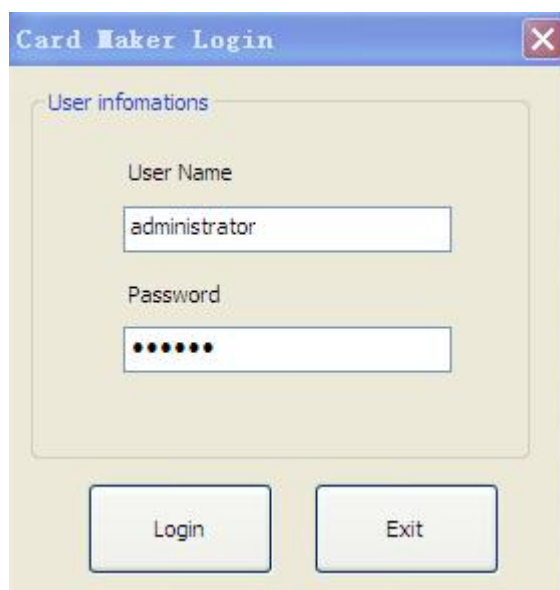 Card Maker Login
User infomations
User Name
administrator
Password
••••••
Login Exit